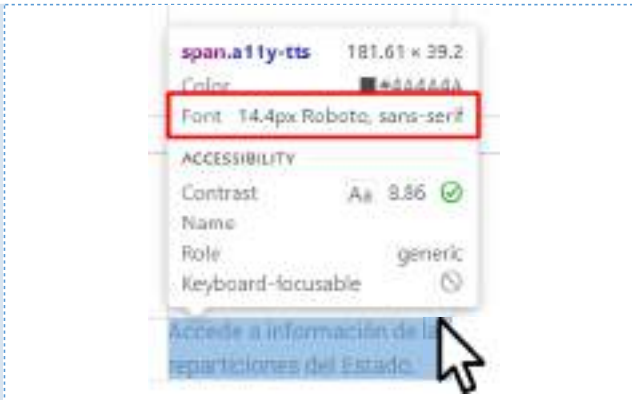 span.a11y-tts 181.61 × 39.2
Color #4A4A4A
Font 14.4px Roboto, sans-serif
ACCESSIBILITY
Contrast Aa 8.86
Name
Role generic
Keyboard-focusable
Accede a información de las
reparticiones del Estado.